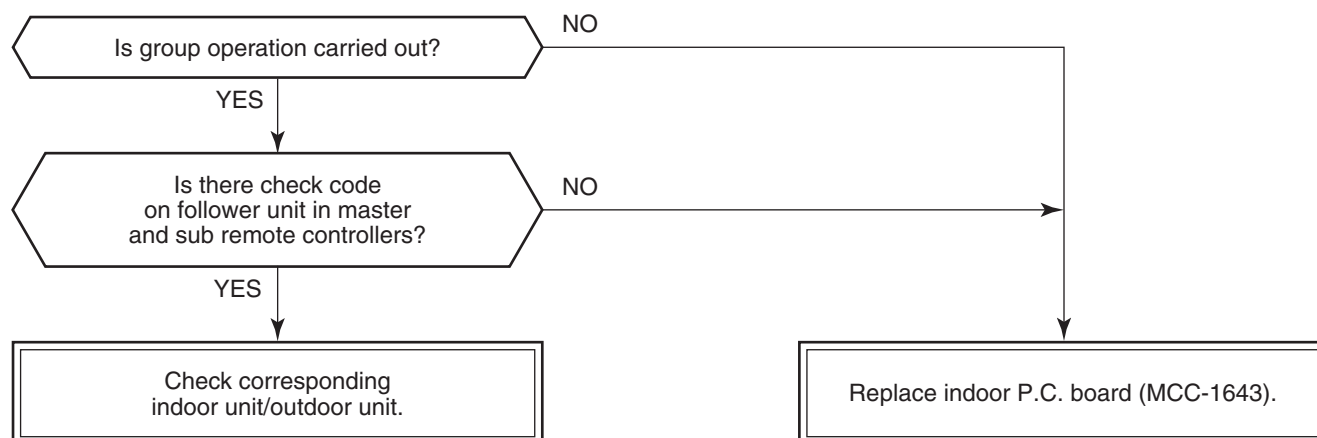 Is group operation carried out?
NO
YES
Is there check code
on follower unit in master
and sub remote controllers?
NO
YES
Check corresponding
indoor unit/outdoor unit.
Replace indoor P.C. board (MCC-1643).